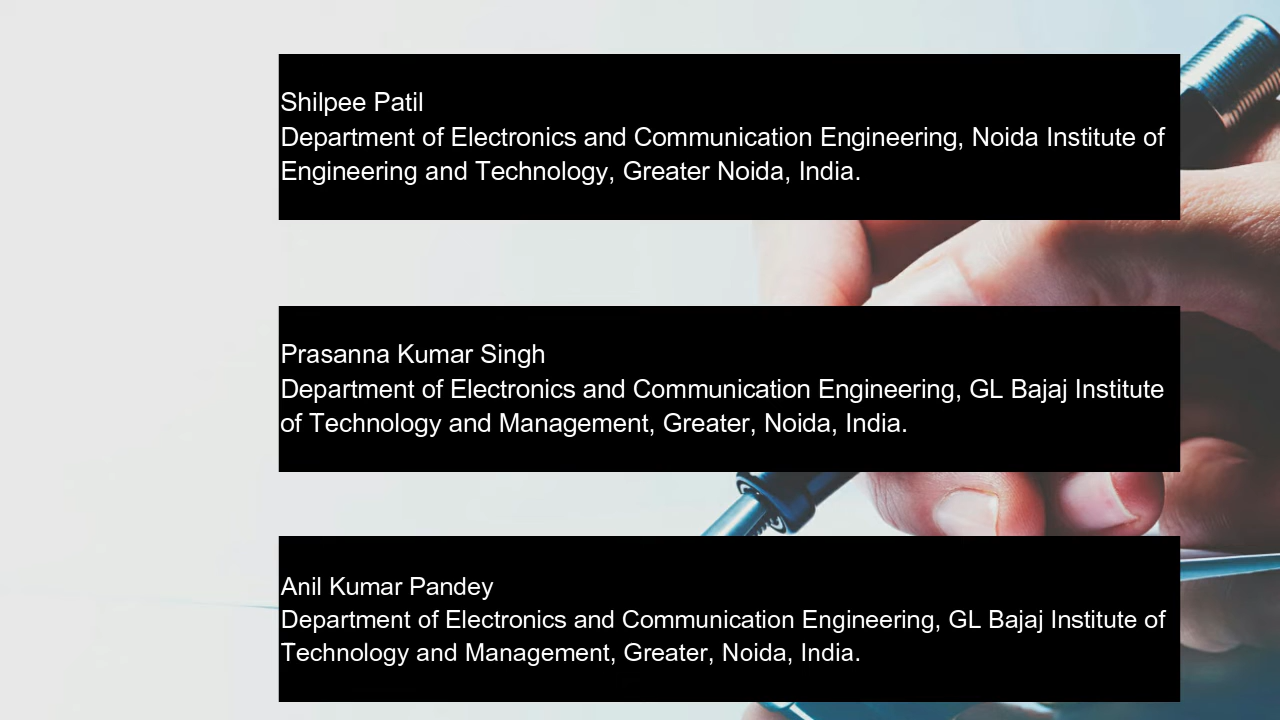 Shilpee Patil
Department of Electronics and Communication Engineering, Noida Institute of
Engineering and Technology, Greater Noida, India.
Prasanna Kumar Singh
Department of Electronics and Communication Engineering, GL Bajaj Institute
of Technology and Management, Greater, Noida, India.
Anil Kumar Pandey
Department of Electronics and Communication Engineering, GL Bajaj Institute of
Technology and Management, Greater, Noida, India.